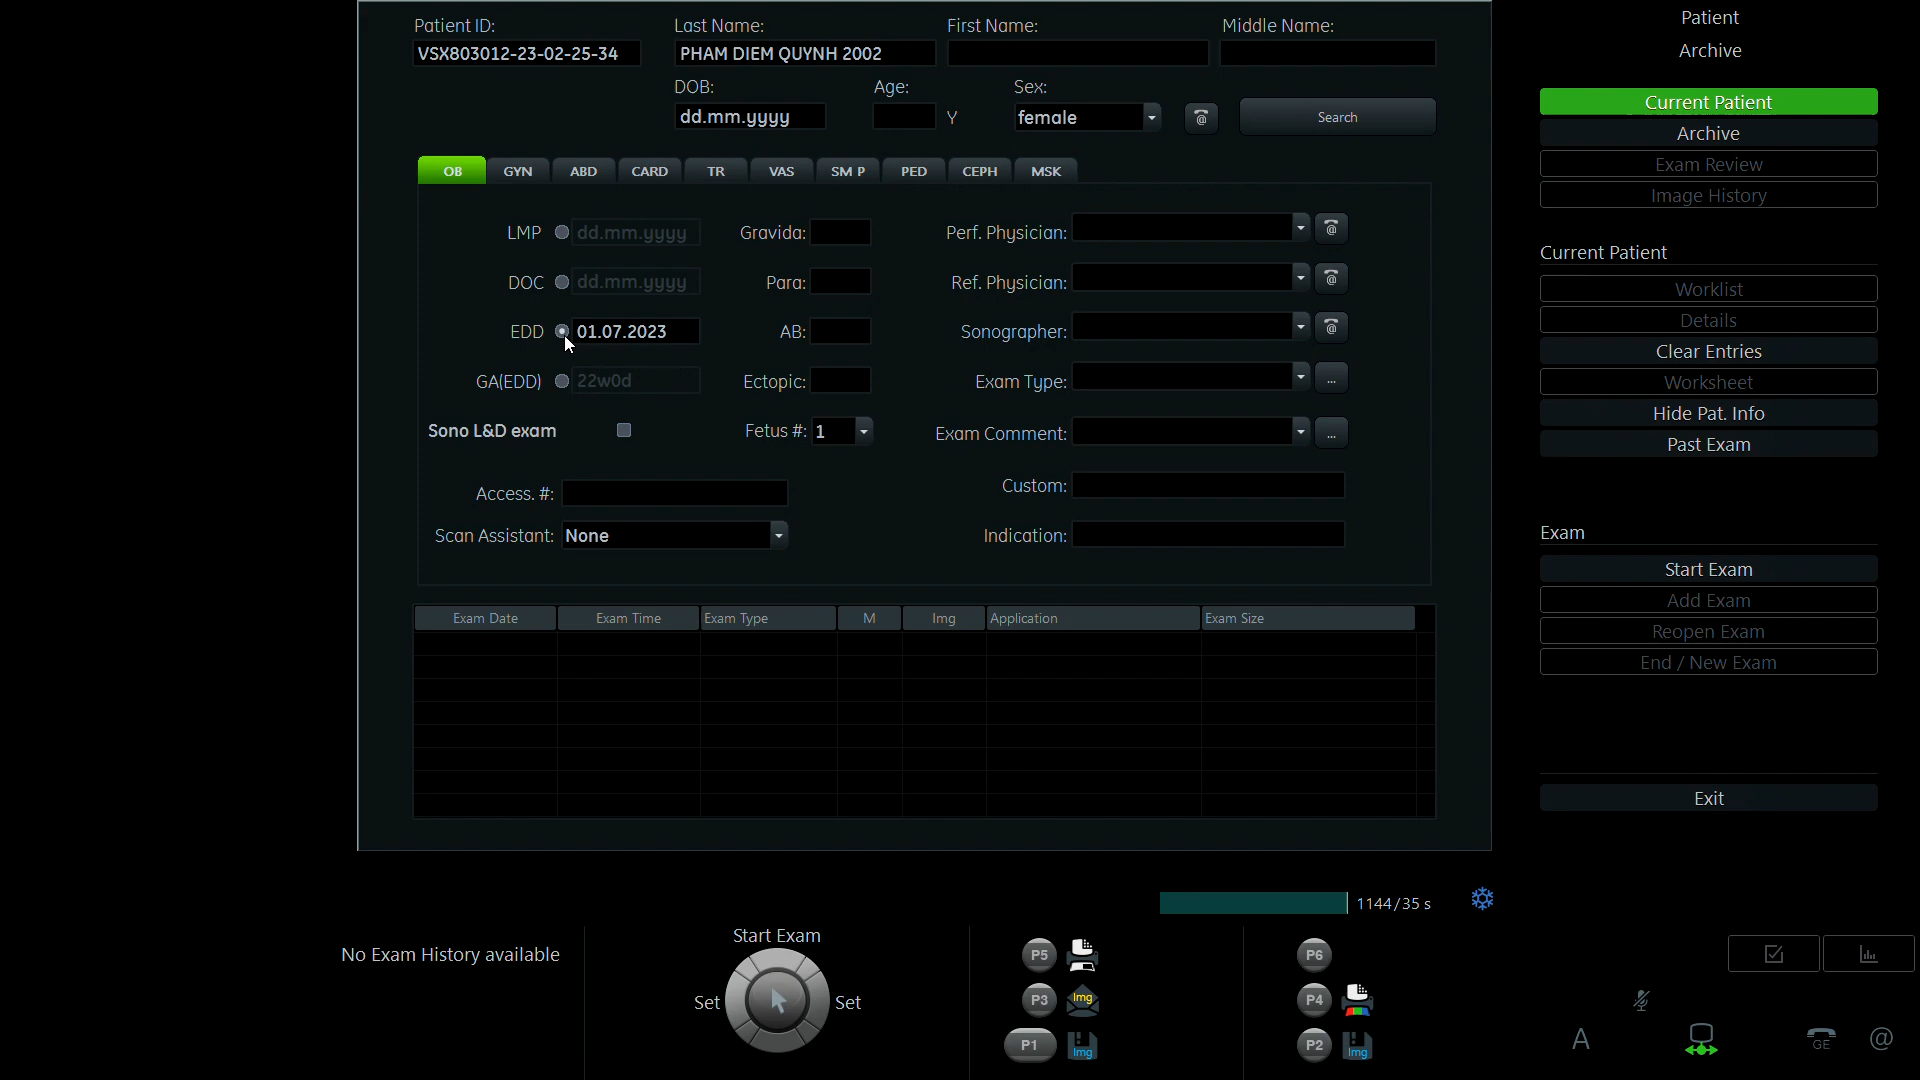 Patient ID: Last Name: First Name: Middle Name:
VSX803012-23-02-25-34 PHAM DIEM QUYNH 2002
DOB: Age: Sex:
dd.mm.yyyy Y female Search
OB GYN ABD CARD TR VAS SM P PED CEPH MSK
LMP dd.mm.yyyy Gravida: Perf. Physician:
DOC dd.mm.yyyy Para: Ref. Physician:
EDD 01.07.2023 AB: Sonographer:
GA(EDD) 22w0d Ectopic: Exam Type: ...
Sono L&D exam Fetus #: 1 Exam Comment: ...
Access. #: Custom:
Scan Assistant: None Indication:
Exam Date Exam Time Exam Type M Img Application Exam Size
Patient
Archive
Current Patient
Archive
Exam Review
Image History
Current Patient
Worklist
Details
Clear Entries
Worksheet
Hide Pat. Info
Past Exam
Exam
Start Exam
Add Exam
Reopen Exam
End / New Exam
Exit
1144/35 s
No Exam History available
Start Exam
Set Set
P5 P6
P3 Img P4
P1 Img P2 Img
A GE @